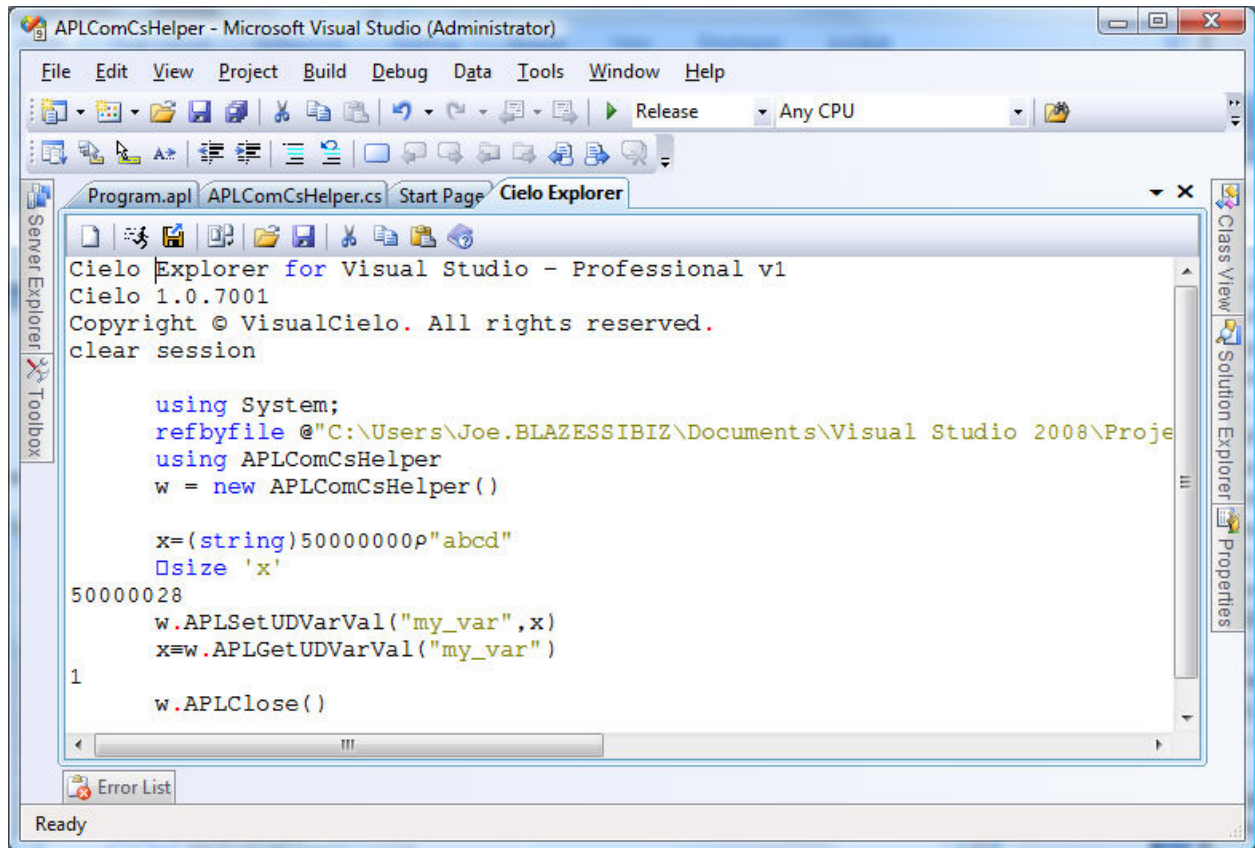 APLComCsHelper - Microsoft Visual Studio (Administrator)
File Edit View Project Build Debug Data Tools Window Help
Release Any CPU
Program.apl APLComCsHelper.cs Start Page Cielo Explorer
Server Explorer
Toolbox
Cielo Explorer for Visual Studio - Professional v1
Cielo 1.0.7001
Copyright © VisualCielo. All rights reserved.
clear session
using System;
refbyfile @"C:\Users\Joe.BLAZESSIBIZ\Documents\Visual Studio 2008\Proje
using APLComCsHelper
w = new APLComCsHelper()
x=(string)50000000⍴"abcd"
⎕size 'x'
50000028
w.APLSetUDVarVal("my_var",x)
x≡w.APLGetUDVarVal("my_var")
1
w.APLClose()
Class View
Solution Explorer
Properties
Error List
Ready